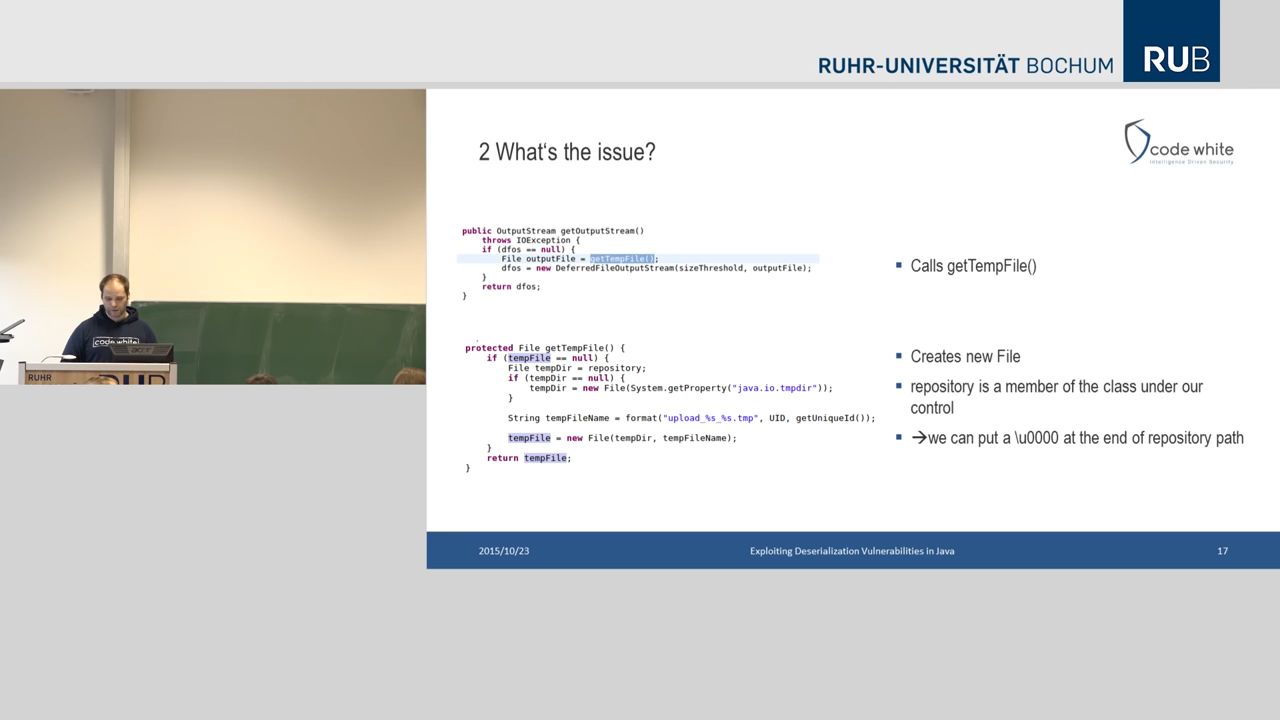 RUHR-UNIVERSITÄT BOCHUM
RUB
2 What's the issue?
code white
Intelligence Driven Security
public OutputStream getOutputStream()
throws IOException {
if (dfos == null) {
File outputFile = getTempFile();
dfos = new DeferredFileOutputStream(sizeThreshold, outputFile);
}
return dfos;
}
▪ Calls getTempFile()
protected File getTempFile() {
if (tempFile == null) {
File tempDir = repository;
if (tempDir == null) {
tempDir = new File(System.getProperty("java.io.tmpdir"));
}
String tempFileName = format("upload_%s_%s.tmp", UID, getUniqueId());
tempFile = new File(tempDir, tempFileName);
}
return tempFile;
}
▪ Creates new File
▪ repository is a member of the class under our
control
▪ →we can put a \u0000 at the end of repository path
code white
acer
RUHR
RUB
2015/10/23
Exploiting Deserialization Vulnerabilities in Java
17